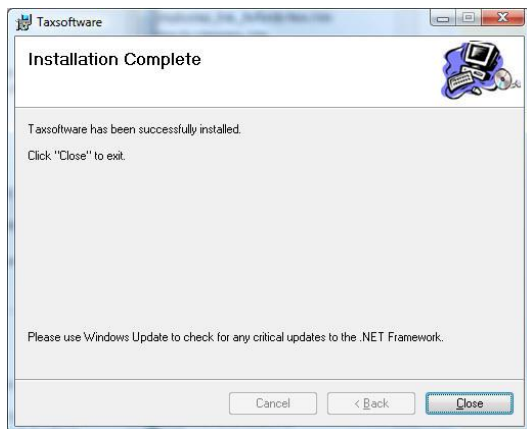 Taxsoftware
Installation Complete
Taxsoftware has been successfully installed.
Click "Close" to exit.
Please use Windows Update to check for any critical updates to the .NET Framework.
Cancel
< Back
Close